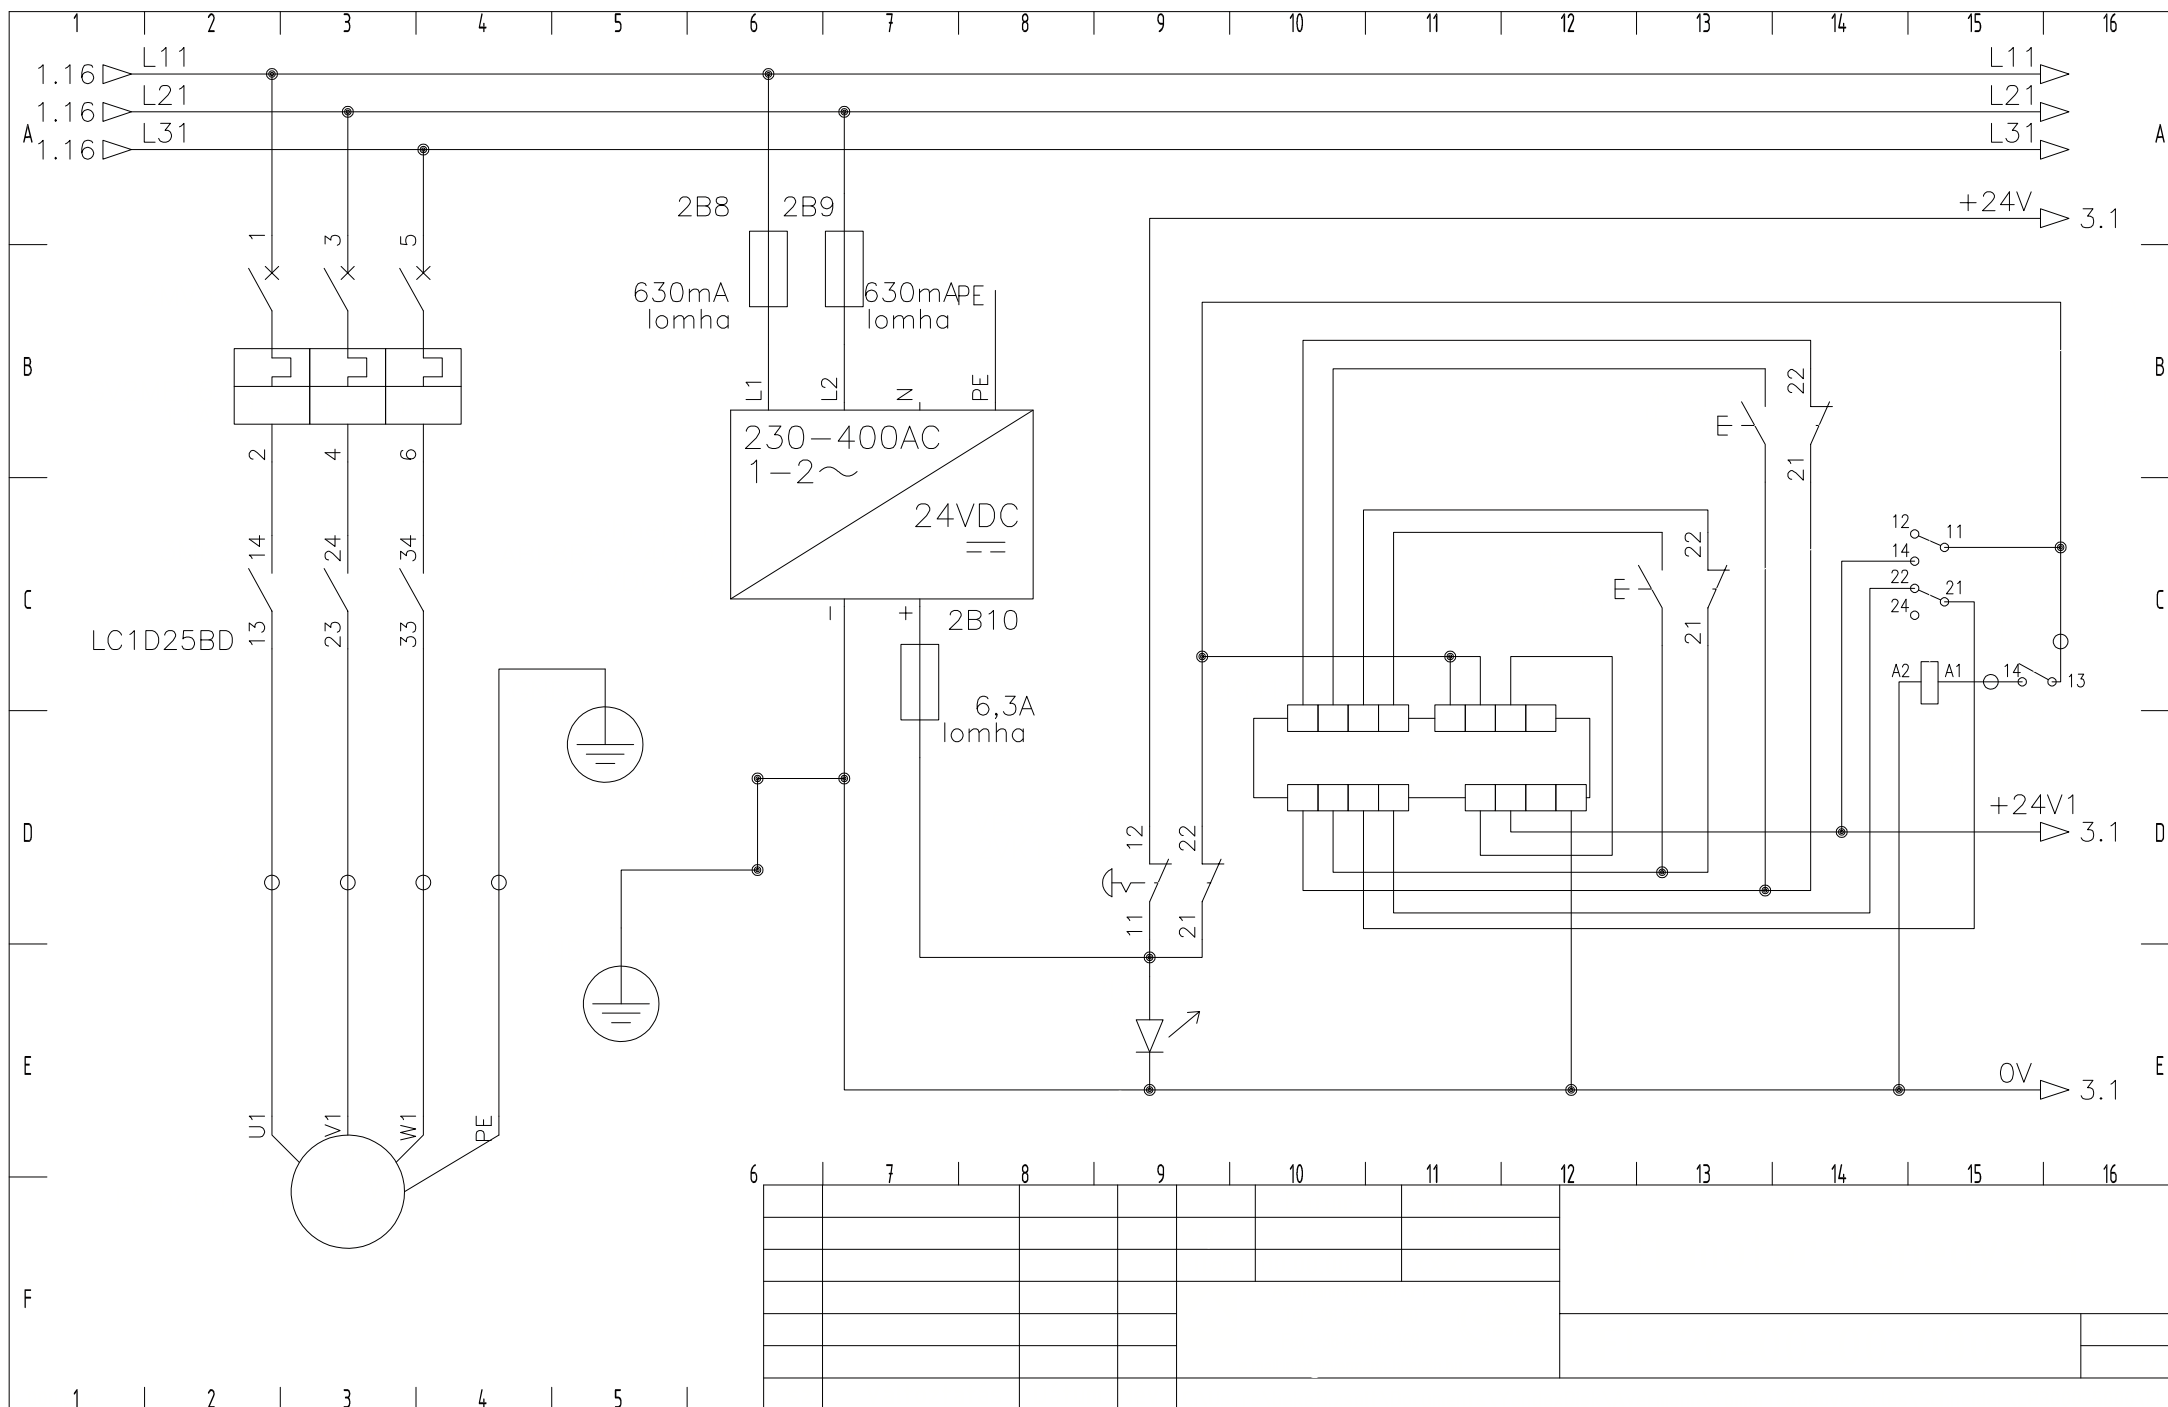 1 2 3 4 5 6 7 8 9 10 11 12 13 14 15 16
1.16 L11 L11
1.16 L21 L21
A 1.16 L31 L31 A
+24V 3.1
2B8 2B9
1 3 5
630mA 630mA PE
lomha lomha
B B
L1 L2 N PE
22
230-400AC
1-2~
E
2 4 6
21
24VDC
12 11
14 24 34
22
14
22 21
24
C E C
- + 2B10
LC1D25BD 13 23 33
21
A2 A1 14 13
6,3A
lomha
+24V1
D 12 22 3.1 D
11 21
E 0V E
3.1
U1 V1 W1 PE
6 7 8 9 10 11 12 13 14 15 16
F
1 2 3 4 5